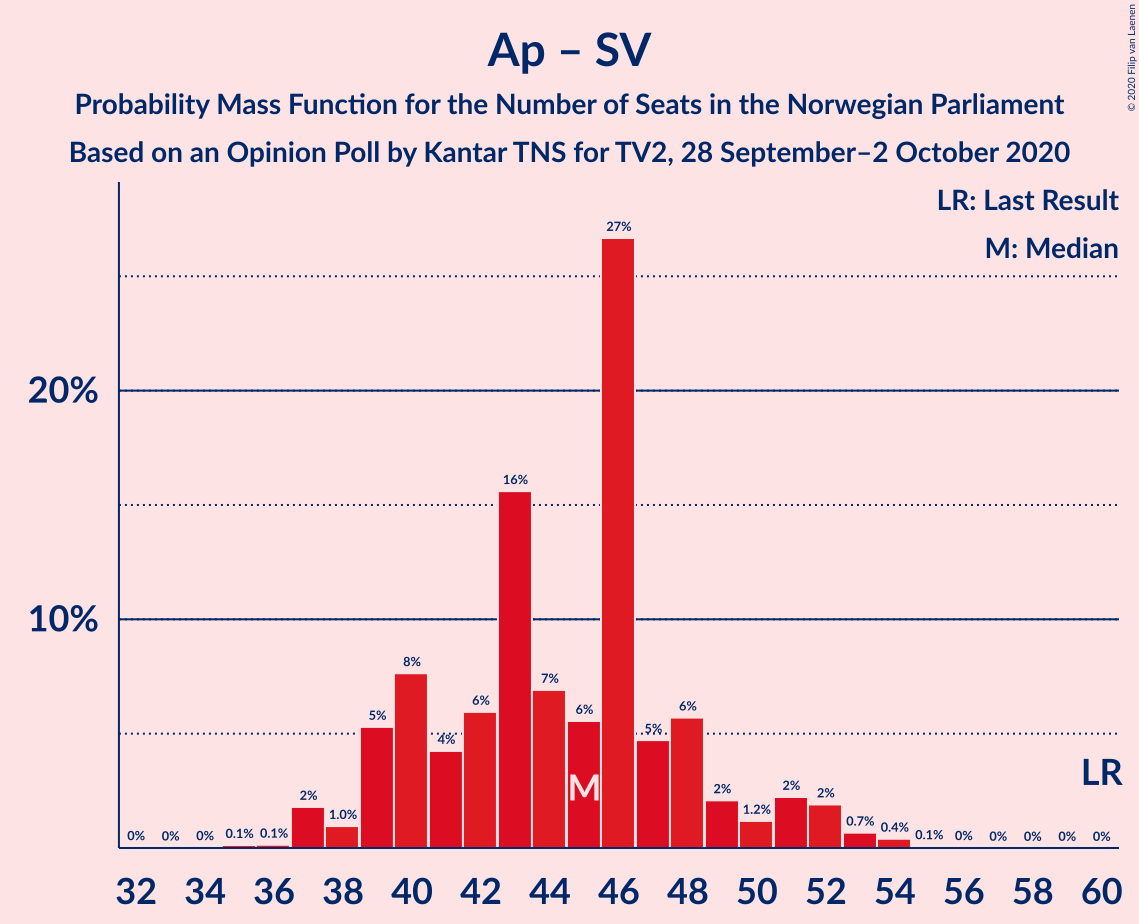 Ap – SV
Probability Mass Function for the Number of Seats in the Norwegian Parliament
Based on an Opinion Poll by Kantar TNS for TV2, 28 September–2 October 2020
© 2020 Filip van Laenen
LR: Last Result
M: Median
20%
10%
0% 0% 0% 0.1% 0.1% 2% 1.0% 5% 8% 4% 6% 16% 7% 6% 27% 5% 6% 2% 1.2% 2% 2% 0.7% 0.4% 0.1% 0% 0% 0% 0% 0%
M
LR
32 34 36 38 40 42 44 46 48 50 52 54 56 58 60